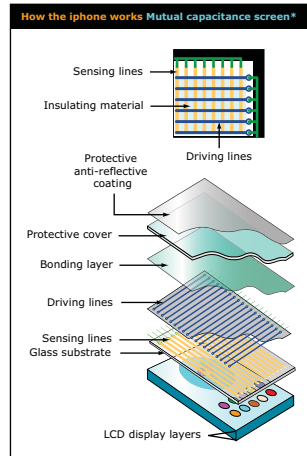 How the iphone works Mutual capacitance screen*
Sensing lines
Insulating material
Driving lines
Protective
anti-reflective
coating
Protective cover
Bonding layer
Driving lines
Sensing lines
Glass substrate
LCD display layers